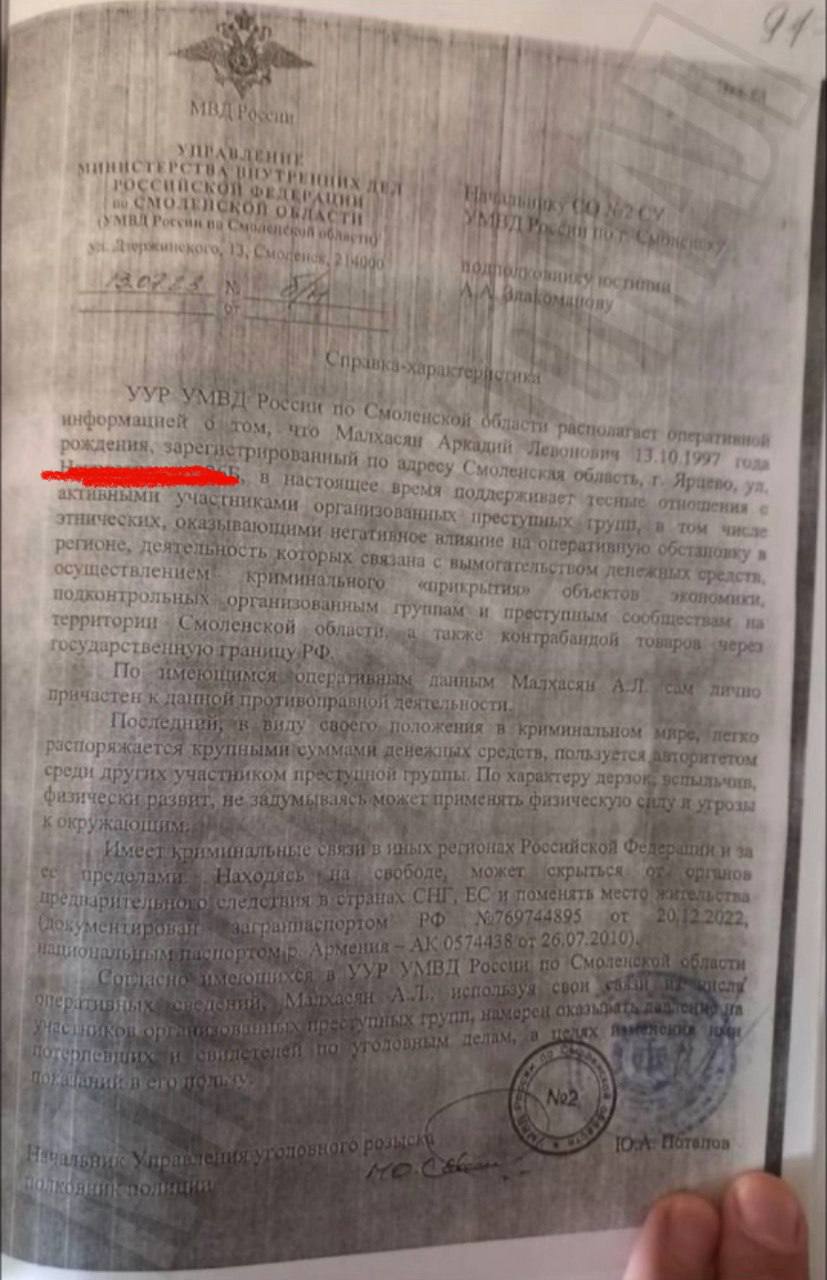 91
МВД России
УПРАВЛЕНИЕ
МИНИСТЕРСТВА ВНУТРЕННИХ ДЕЛ
РОССИЙСКОЙ ФЕДЕРАЦИИ
по СМОЛЕНСКОЙ ОБЛАСТИ
(УМВД России по Смоленской области)
ул. Дзержинского, 13, Смоленск, 214000
13.07.23 № б/н
от
Начальнику СО №2 СУ
УМВД России по г. Смоленску
подполковнику юстиции
А.А. Злакоманову
Справка-характеристика
УУР УМВД России по Смоленской области располагает оперативной
информацией о том, что Малхасян Аркадий Левонович 13.10.1997 года
рождения, зарегистрированный по адресу Смоленская область, г. Ярцево, ул.
в настоящее время поддерживает тесные отношения с
активными участниками организованных преступных групп, в том числе
этнических, оказывающими негативное влияние на оперативную обстановку в
регионе, деятельность которых связана с вымогательством денежных средств,
осуществлением криминального «прикрытия» объектов экономики,
подконтрольных организованным группам и преступным сообществам на
территории Смоленской области, а также контрабандой товаров через
государственную границу РФ.
По имеющимся оперативным данным Малхасян А.Л. сам лично
причастен к данной противоправной деятельности.
Последний, в виду своего положения в криминальном мире, легко
распоряжается крупными суммами денежных средств, пользуется авторитетом
среди других участником преступной группы. По характеру дерзок, вспыльчив,
физически развит, не задумываясь может применять физическую силу и угрозы
к окружающим.
Имеет криминальные связи в иных регионах Российской Федерации и за
ее пределами. Находясь на свободе, может скрыться от органов
предварительного следствия в странах СНГ, ЕС и поменять место жительства
(документирован загранпаспортом РФ №769744895 от 20.12.2022,
национальным паспортом р. Армения – АК 0574438 от 26.07.2010).
Согласно имеющихся в УУР УМВД России по Смоленской области
оперативных сведений, Малхасян А.Л., используя свои связи из числа
участников организованных преступных групп, намерен оказывать давление на
потерпевших и свидетелей по уголовным делам, в целях изменения ими
показаний в его пользу.
№2
Начальник Управления уголовного розыска
полковник полиции
Ю.А. Потапов